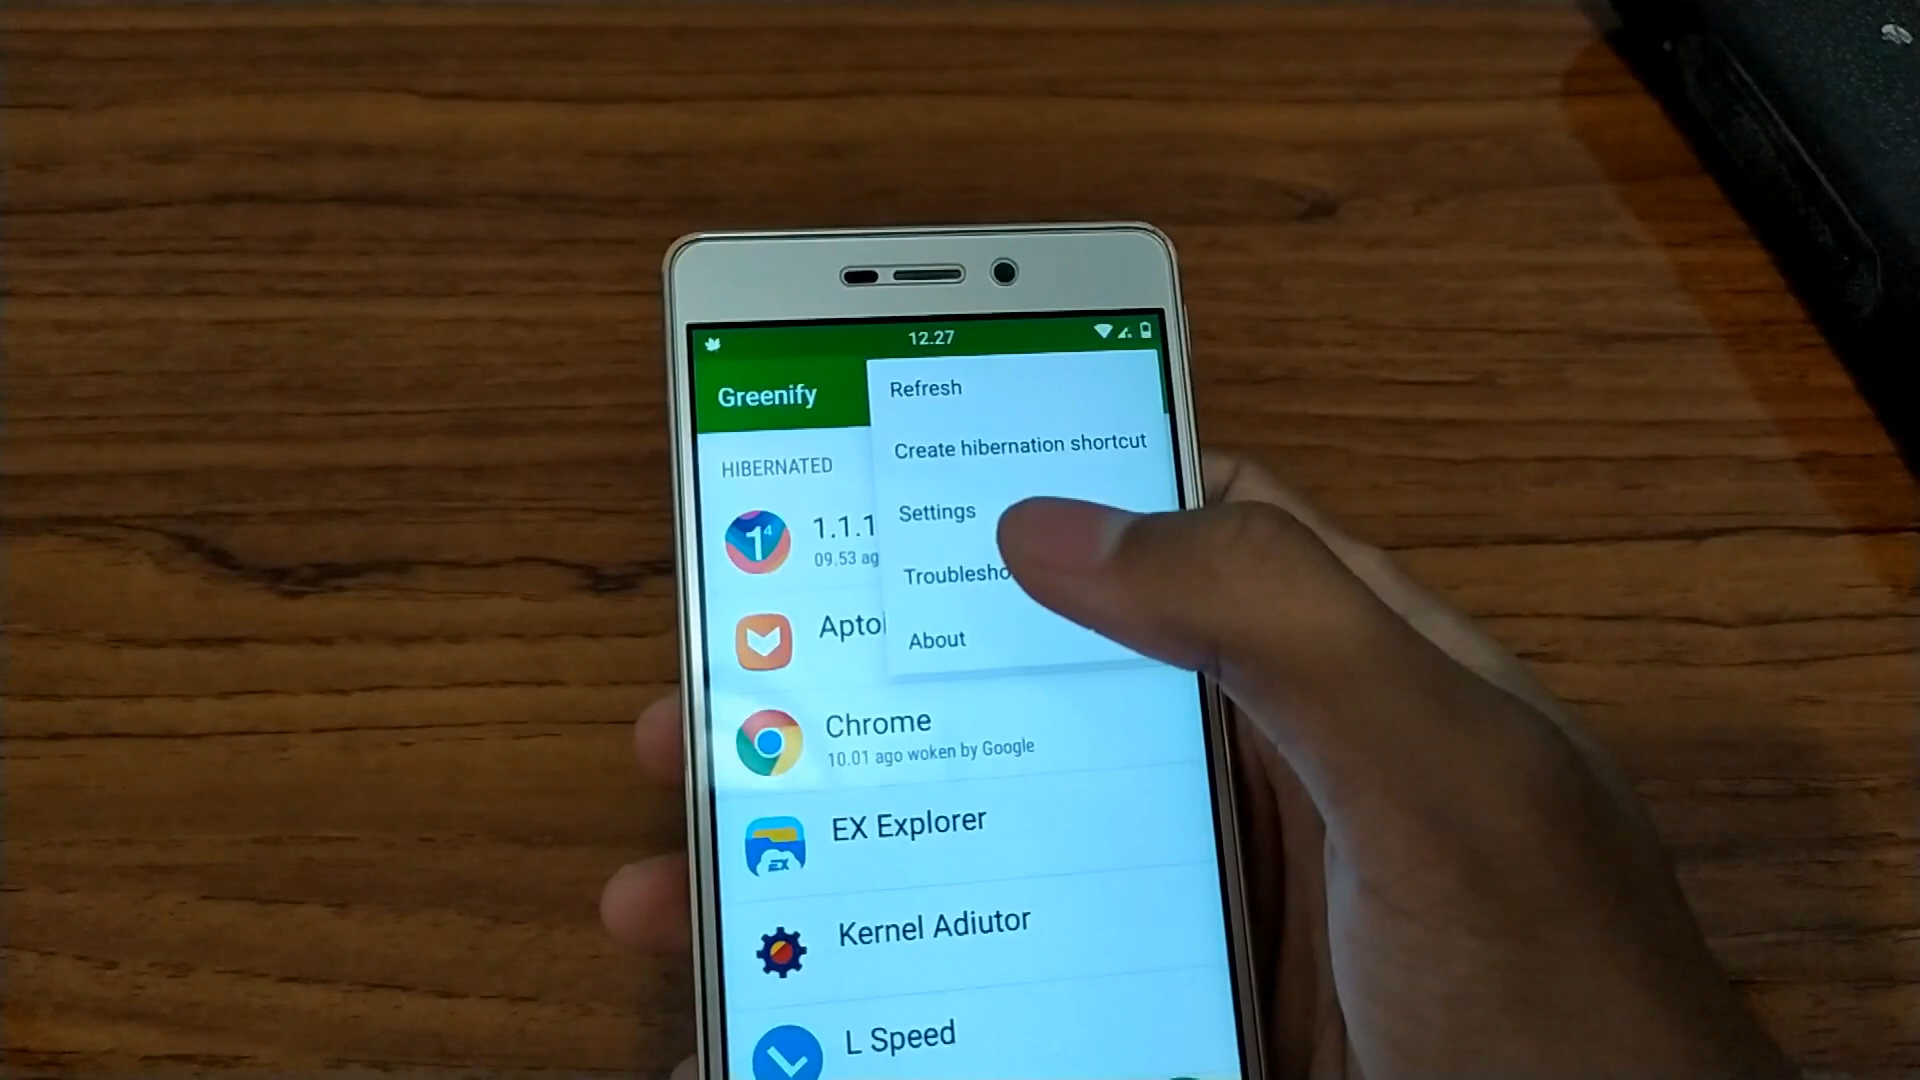 12.27
Greenify
Refresh
Create hibernation shortcut
HIBERNATED
Settings
1.1.1
09.53 ag
Troublesho
Aptoi
About
Chrome
10.01 ago woken by Google
EX Explorer
EX
Kernel Adiutor
L Speed